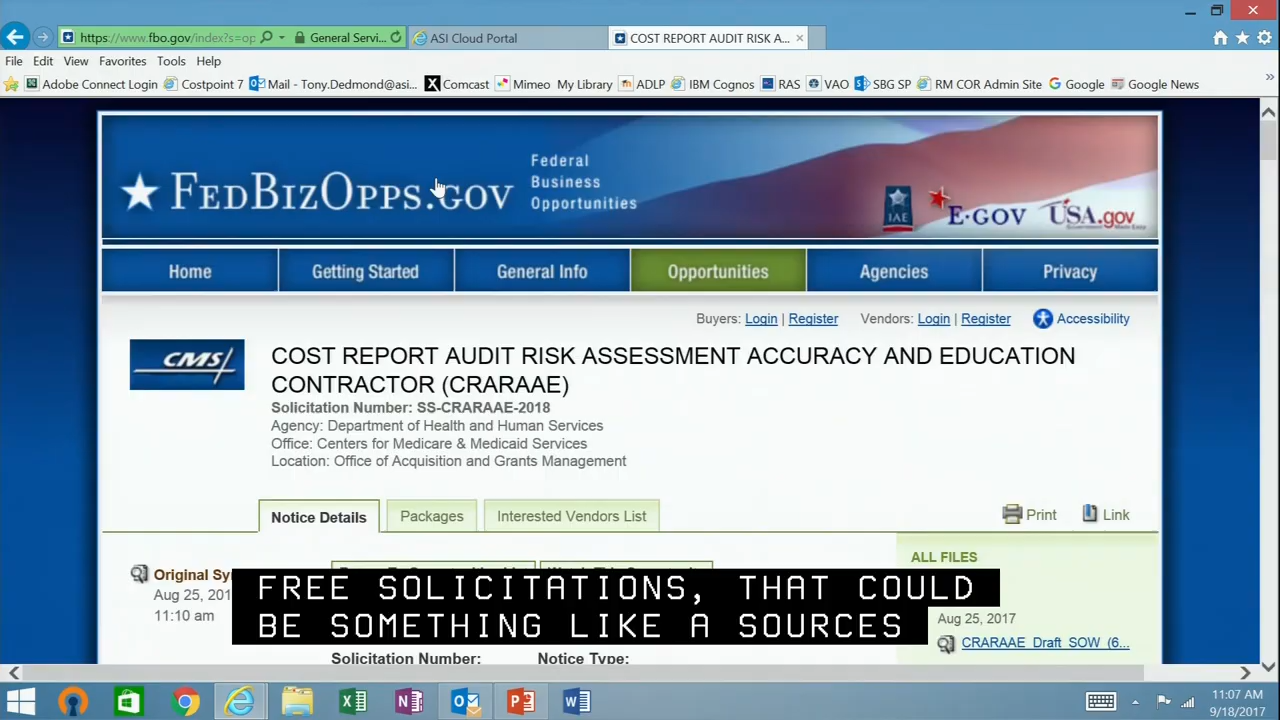 https://www.fbo.gov/index?s=op
General Servi...
ASI Cloud Portal
COST REPORT AUDIT RISK A...
File Edit View Favorites Tools Help
Adobe Connect Login Costpoint 7 Mail - Tony.Dedmond@asi... Comcast Mimeo My Library ADLP IBM Cognos RAS VAO SBG SP RM COR Admin Site Google Google News
FEDBIZOPPS.GOV
Federal
Business
Opportunities
IAE
E-GOV
USA.gov
Home Getting Started General Info Opportunities Agencies Privacy
Buyers: Login | Register Vendors: Login | Register Accessibility
CMS
COST REPORT AUDIT RISK ASSESSMENT ACCURACY AND EDUCATION
CONTRACTOR (CRARAAE)
Solicitation Number: SS-CRARAAE-2018
Agency: Department of Health and Human Services
Office: Centers for Medicare & Medicaid Services
Location: Office of Acquisition and Grants Management
Notice Details Packages Interested Vendors List
Print Link
ALL FILES
Original Sy
Aug 25, 201
11:10 am
FREE SOLICITATIONS, THAT COULD
BE SOMETHING LIKE A SOURCES
Aug 25, 2017
CRARAAE Draft SOW (6...
Solicitation Number: Notice Type:
11:07 AM
9/18/2017